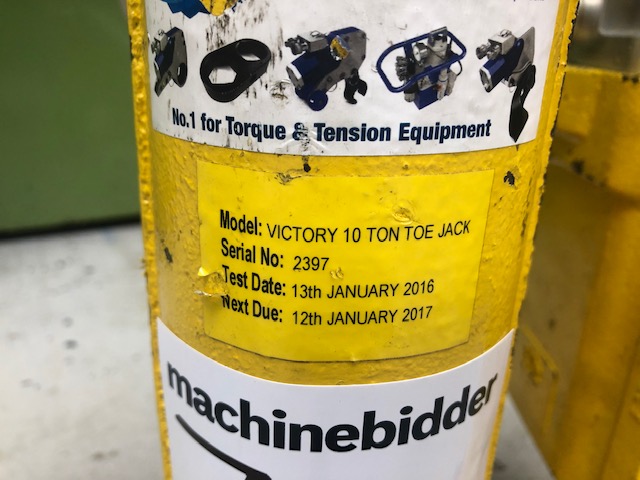 No.1 for Torque & Tension Equipment
Model: VICTORY 10 TON TOE JACK
Serial No: 2397
Test Date: 13th JANUARY 2016
Next Due: 12th JANUARY 2017
machinebidder